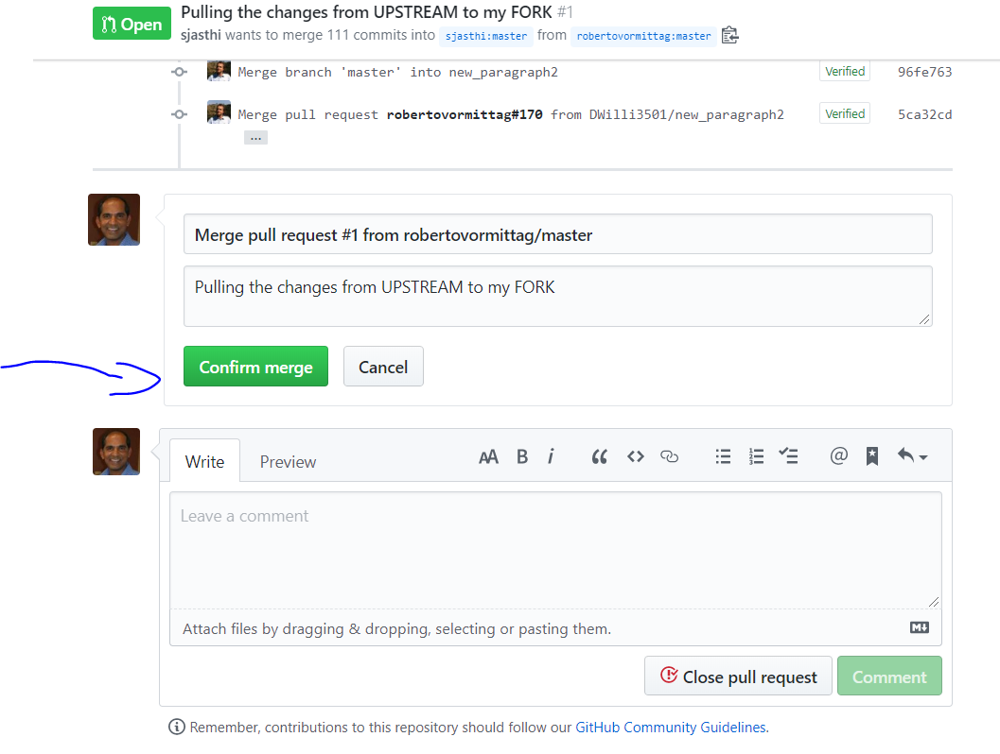 Open
Pulling the changes from UPSTREAM to my FORK #1
sjasthi wants to merge 111 commits into sjasthi:master from robertovormittag:master
Merge branch 'master' into new_paragraph2 Verified 96fe763
Merge pull request robertovormittag#170 from DWilli3501/new_paragraph2 Verified 5ca32cd
...
Merge pull request #1 from robertovormittag/master
Pulling the changes from UPSTREAM to my FORK
Confirm merge Cancel
Write Preview AA B i
Leave a comment
Attach files by dragging & dropping, selecting or pasting them.
Close pull request Comment
Remember, contributions to this repository should follow our GitHub Community Guidelines.